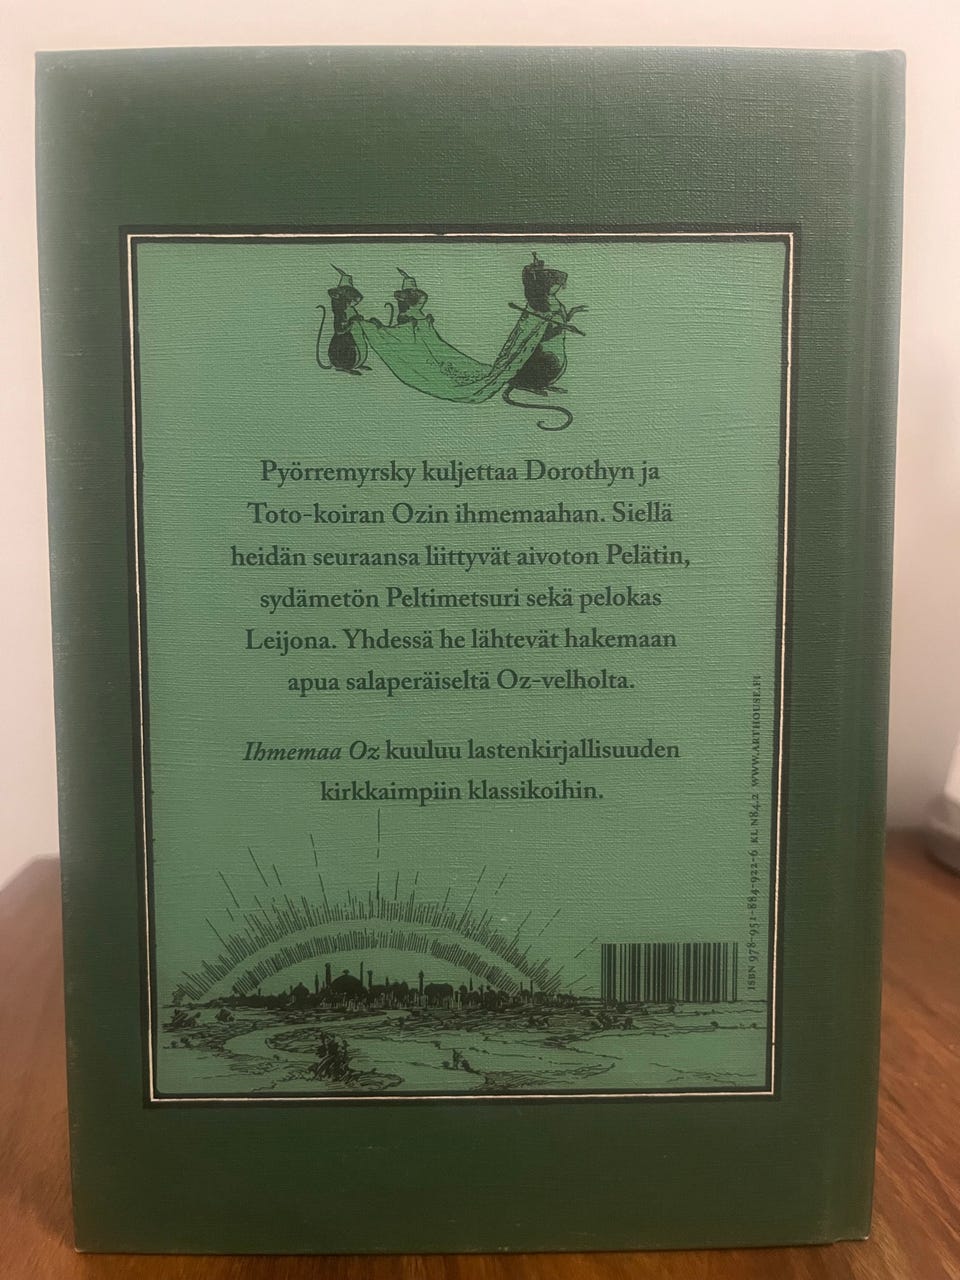 Pyörremyrsky kuljettaa Dorothyn ja
Toto-koiran Ozin ihmemaahan. Siellä
heidän seuraansa liittyvät aivoton Pelätin,
sydämetön Peltimetsuri sekä pelokas
Leijona. Yhdessä he lähtevät hakemaan
apua salaperäiseltä Oz-velholta.
Ihmemaa Oz kuuluu lastenkirjallisuuden
kirkkaimpiin klassikoihin.
ISBN 978-951-884-922-6 KL N84.2 WWW.ARTHOUSE.FI